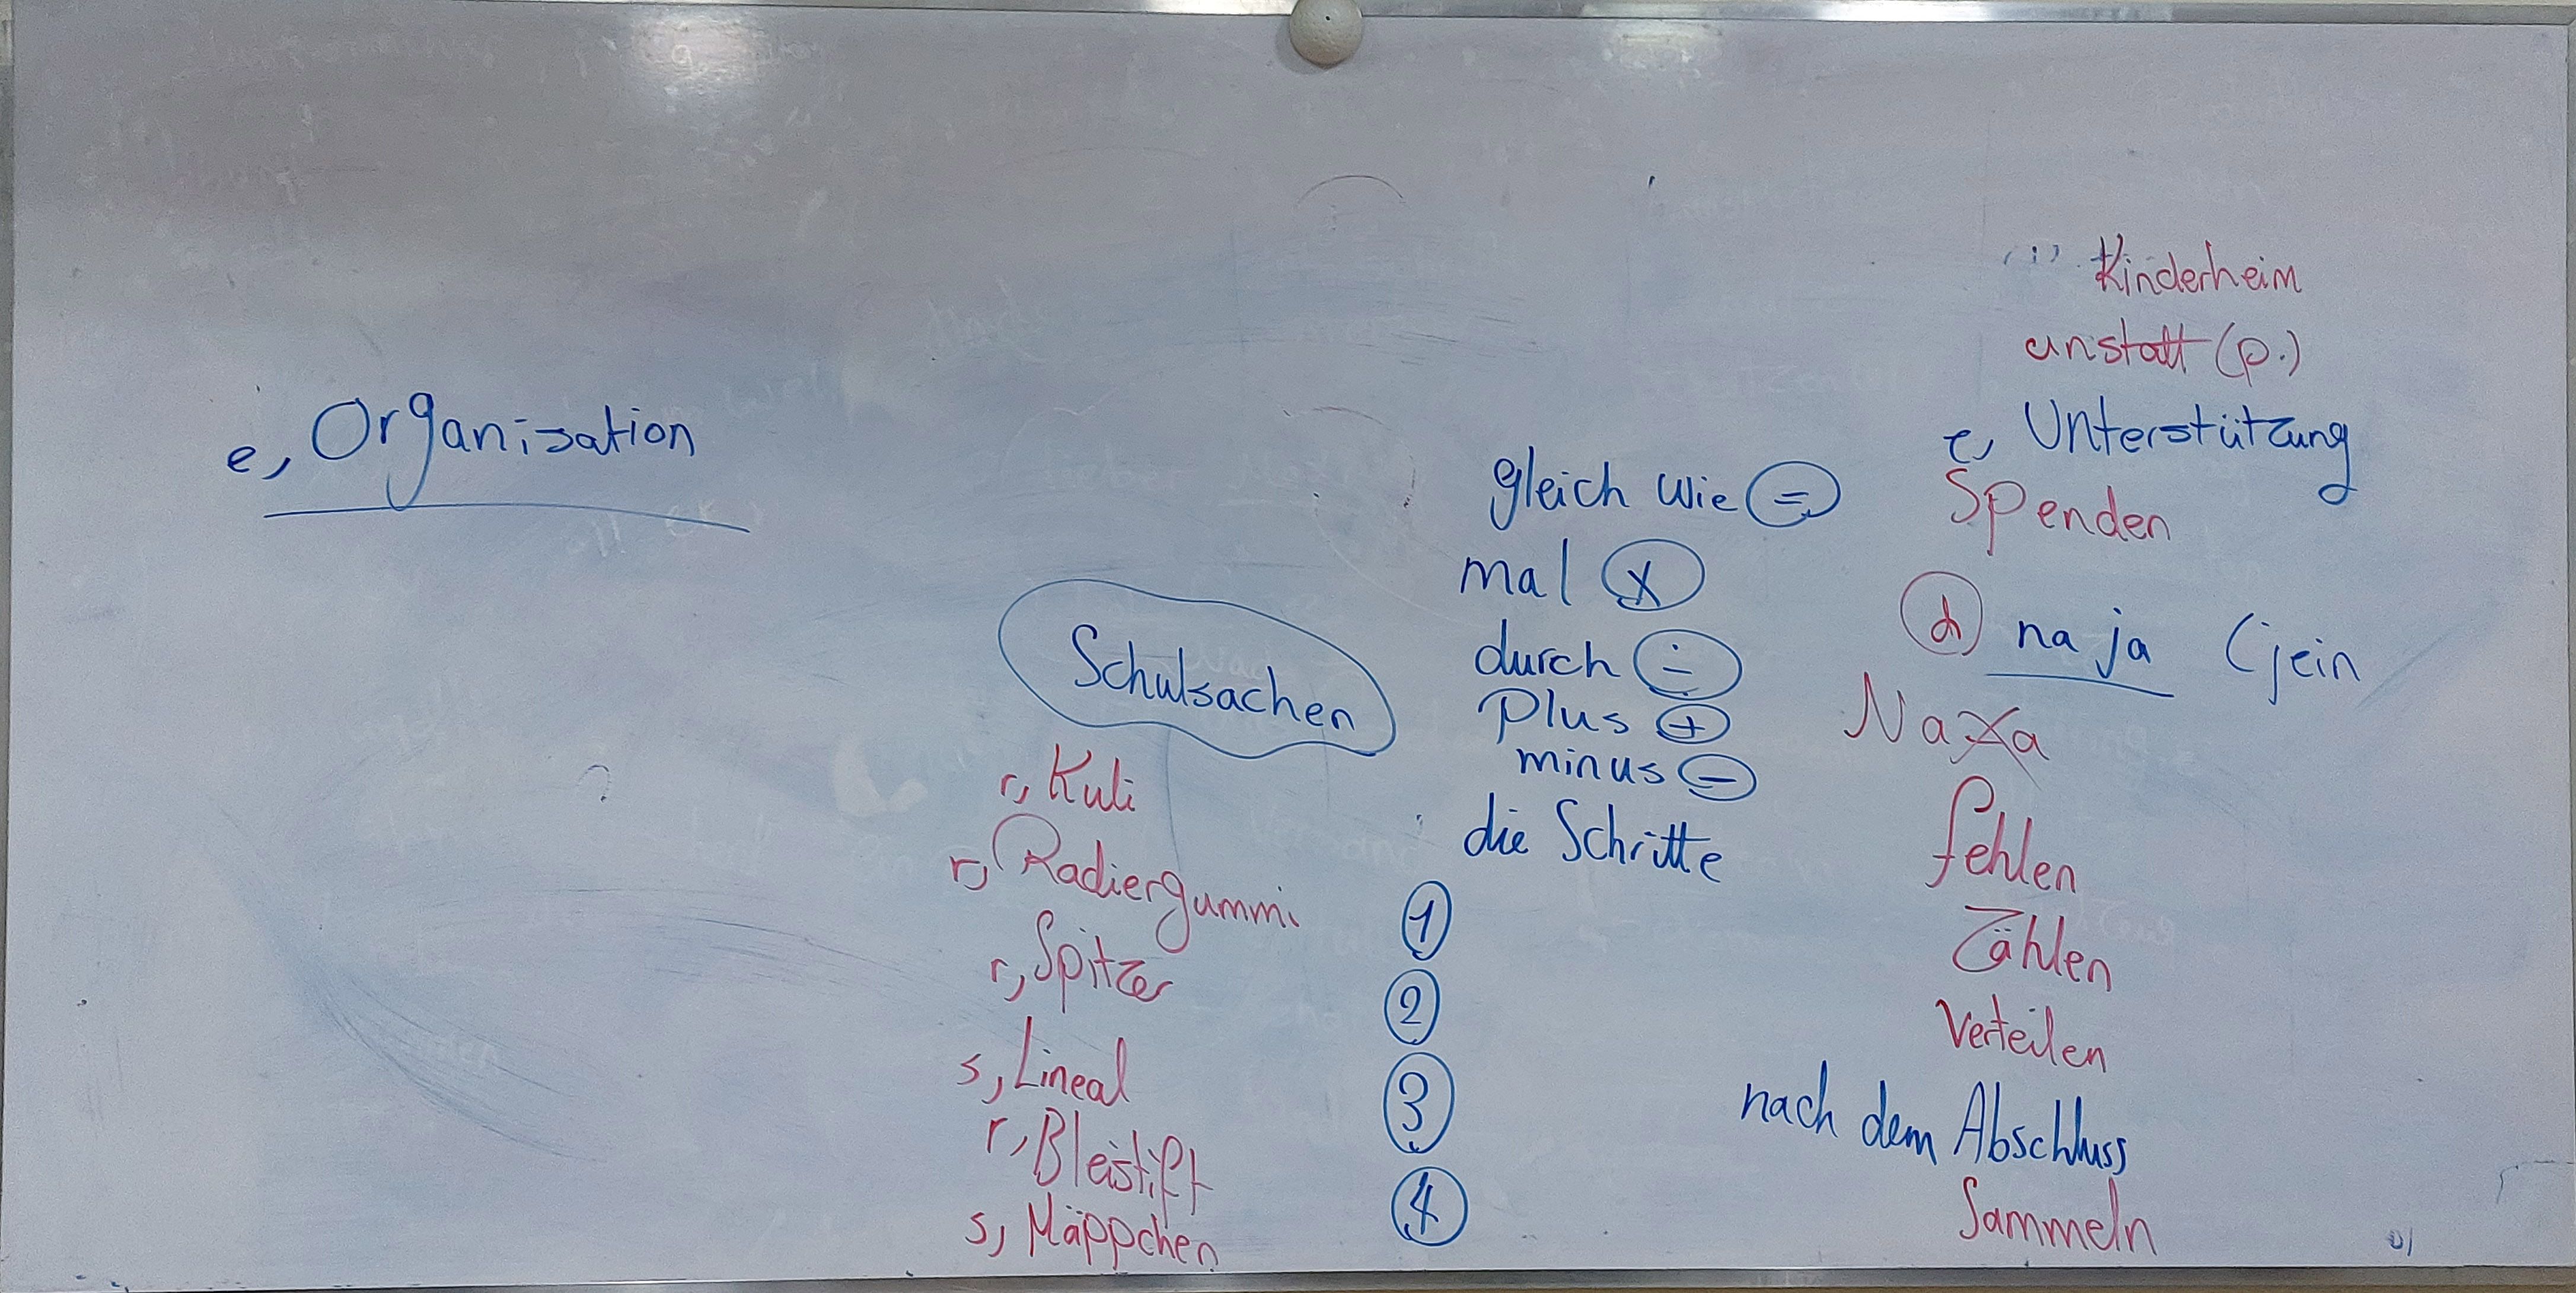 e, Organisation
Schulsachen
r, Kuli
r, Radiergummi
r, Spitzer
s, Lineal
r, Bleistift
s, Mäppchen
gleich wie =
mal x
durch ÷
Plus +
minus -
die Schritte
1
2
3
4
Kinderheim
anstatt (p.)
e, Unterstützung
Spenden
na ja (jein
fehlen
Zählen
Verteilen
nach dem Abschluss
Sammeln